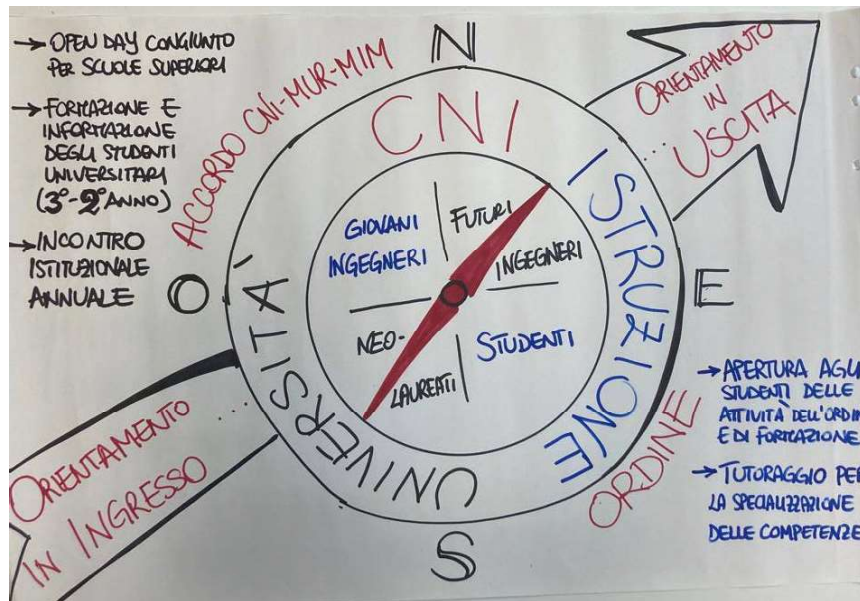 → OPEN DAY CONGIUNTO
PER SCUOLE SUPERIORI
→ FORMAZIONE E
INFORMAZIONE
DEGLI STUDENTI
UNIVERSITARI
(3°-2° ANNO)
→ INCONTRO
ISTITUZIONALE
ANNUALE
ACCORDO CNI-MUR-MIM
N
CNI
ISTRUZIONE
UNIVERSITÀ
O
E
S
GIOVANI
INGEGNERI
FUTURI
INGEGNERI
NEO-
LAUREATI
STUDENTI
ORIENTAMENTO
IN
USCITA
...
ORDINE
→ APERTURA AGLI
STUDENTI DELLE
ATTIVITÀ DELL'ORDIN
E DI FORMAZIONE
→ TUTORAGGIO PER
LA SPECIALIZZAZIONE
DELLE COMPETENZE
...
ORIENTAMENTO
IN INGRESSO